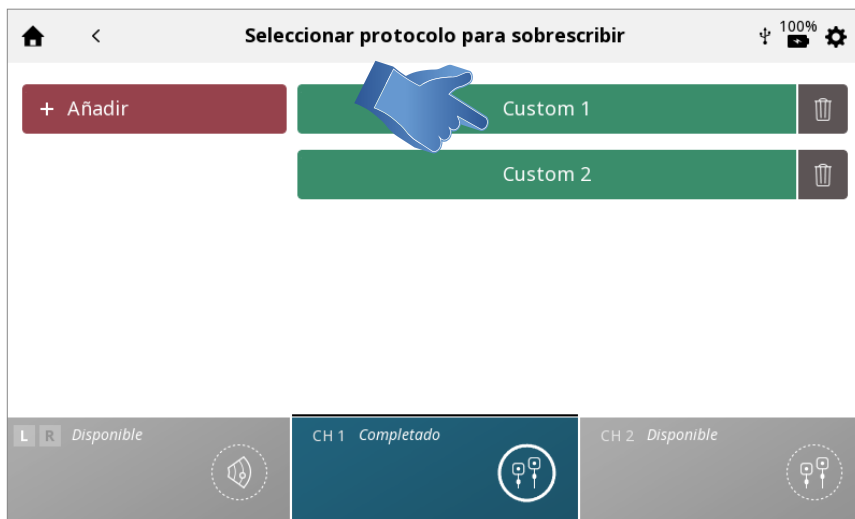 Seleccionar protocolo para sobrescribir
100%
+ Añadir
Custom 1
Custom 2
L R Disponible
CH 1 Completado
CH 2 Disponible